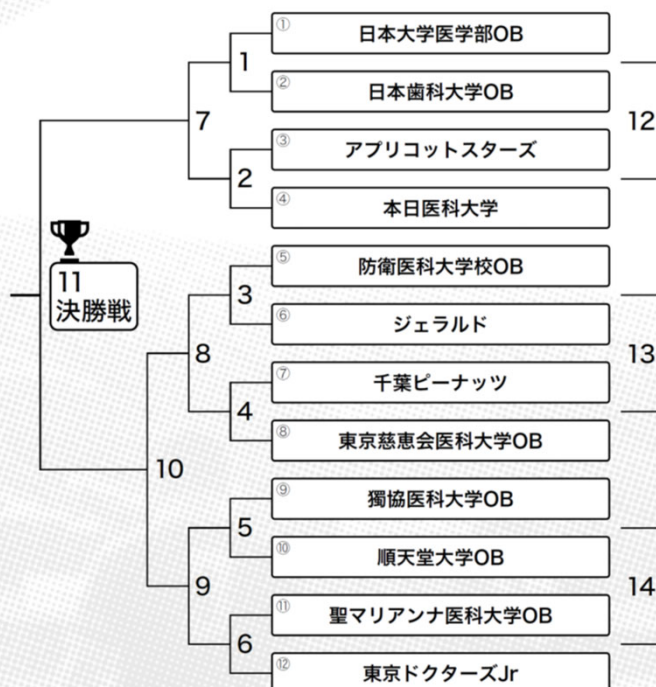 ① 日本大学医学部OB
1
② 日本歯科大学OB
7
12
③ アプリコットスターズ
2
④ 本日医科大学
⑤ 防衛医科大学校OB
11
決勝戦
3
⑥ ジェラルド
8
13
⑦ 千葉ピーナッツ
4
⑧ 東京慈恵会医科大学OB
10
⑨ 獨協医科大学OB
5
⑩ 順天堂大学OB
9
14
⑪ 聖マリアンナ医科大学OB
6
⑫ 東京ドクターズJr